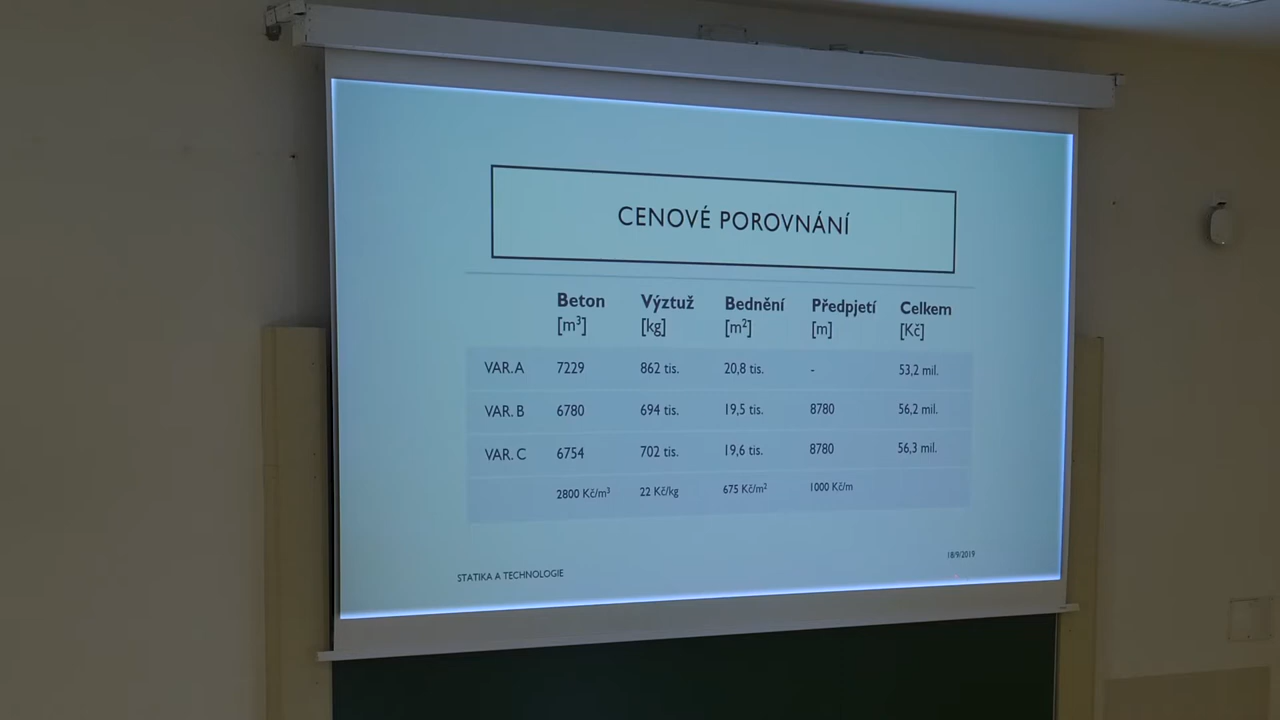 CENOVÉ POROVNÁNÍ
Beton Výztuž Bednění Předpjetí Celkem
[m³] [kg] [m²] [m] [Kč]
VAR. A 7229 862 tis. 20,8 tis. - 53,2 mil.
VAR. B 6780 694 tis. 19,5 tis. 8780 56,2 mil.
VAR. C 6754 702 tis. 19,6 tis. 8780 56,3 mil.
2800 Kč/m³ 22 Kč/kg 675 Kč/m² 1000 Kč/m
STATIKA A TECHNOLOGIE 18/9/2019